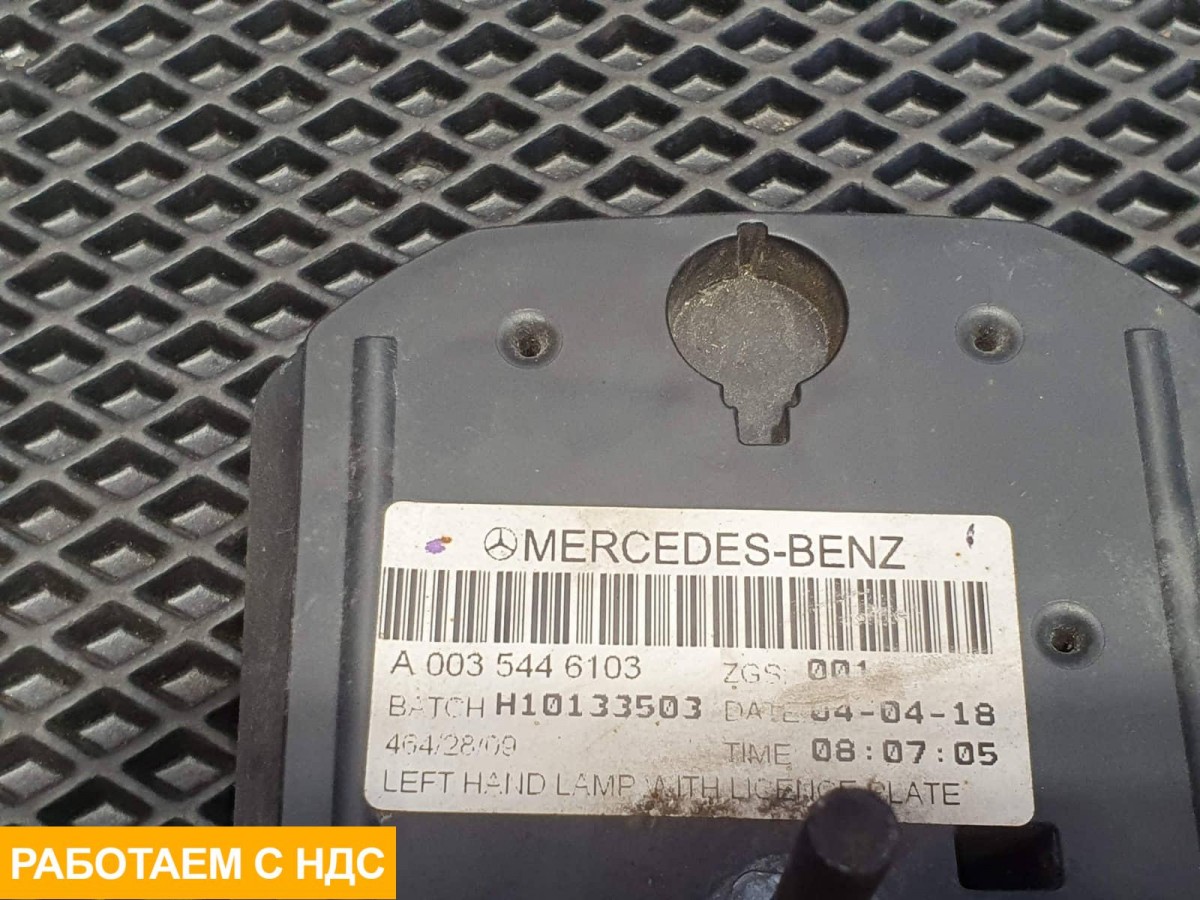 MERCEDES-BENZ
A 003 544 6103 ZGS: 001
BATCH H10133503 DATE 04-04-18
464/28/09 TIME 08:07:05
LEFT HAND LAMP WITH LICENCE PLATE
РАБОТАЕМ С НДС